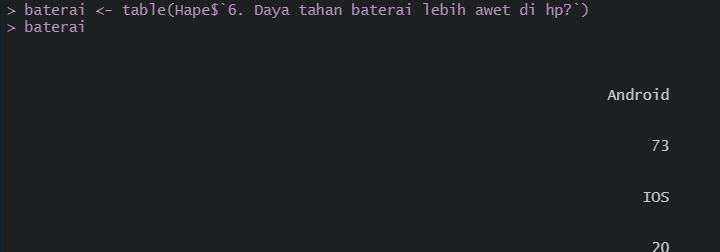 > baterai <- table(Hape$`6. Daya tahan baterai lebih awet di hp?`)
> baterai
Android
73
IOS
20